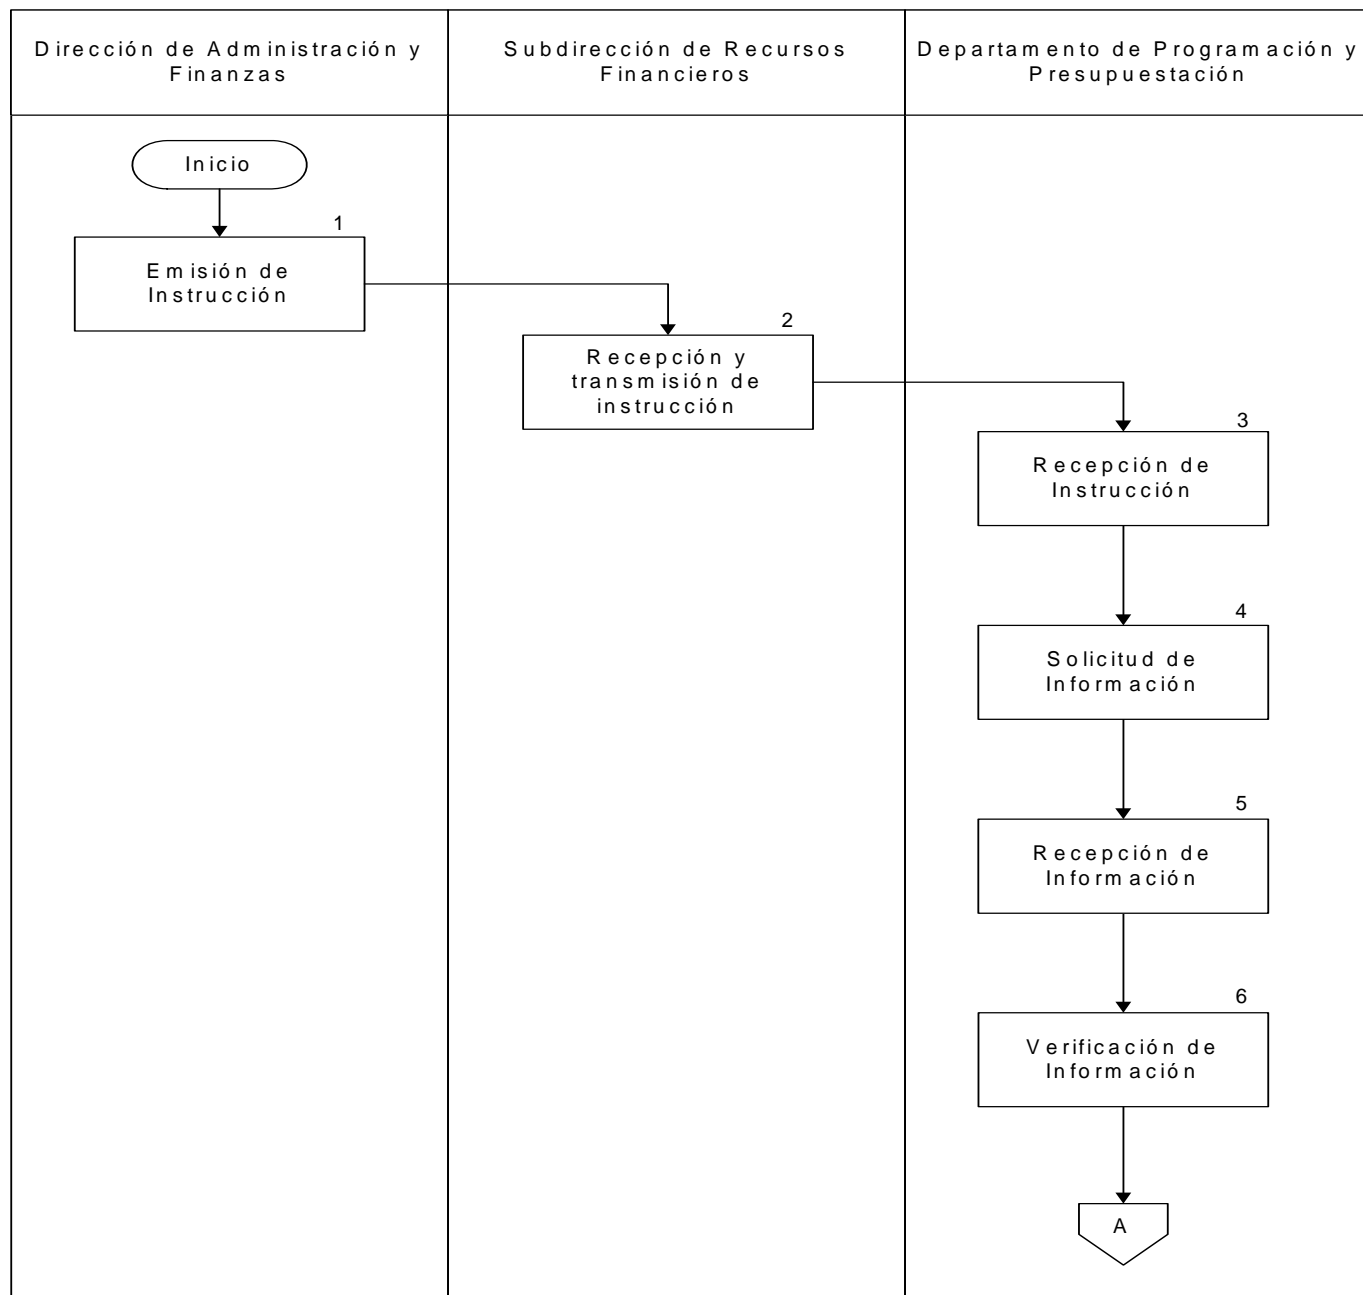 Dirección de Administración y
Finanzas
Subdirección de Recursos
Financieros
Departamento de Programación y
Presupuestación
Inicio
1
Emisión de
Instrucción
2
Recepción y
transmisión de
instrucción
3
Recepción de
Instrucción
4
Solicitud de
Información
5
Recepción de
Información
6
Verificación de
Información
A